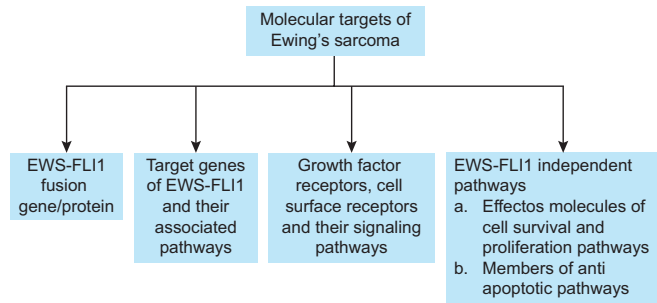 Molecular targets of
Ewing's sarcoma
EWS-FLI1
fusion
gene/protein
Target genes
of EWS-FLI1
and their
associated
pathways
Growth factor
receptors, cell
surface receptors
and their signaling
pathways
EWS-FLI1 independent
pathways
a. Effectos molecules of
cell survival and
proliferation pathways
b. Members of anti
apoptotic pathways